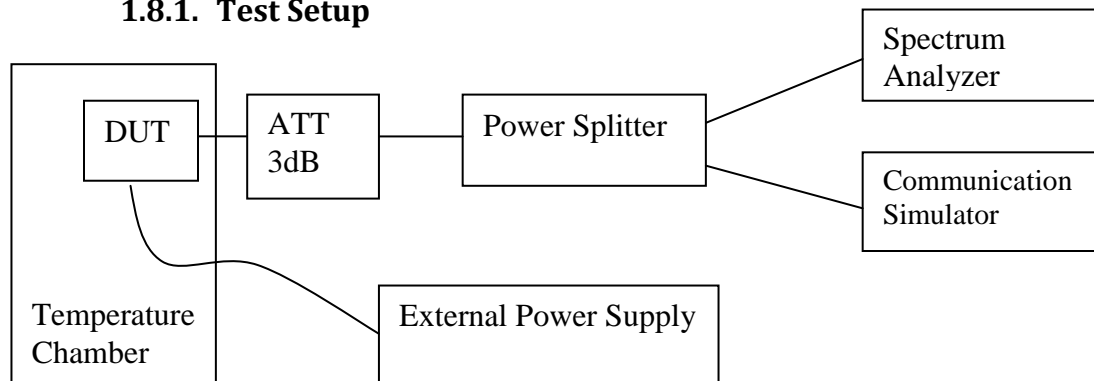 1.8.1. Test Setup
Spectrum
Analyzer
DUT
ATT
3dB
Power Splitter
Communication
Simulator
Temperature
Chamber
External Power Supply